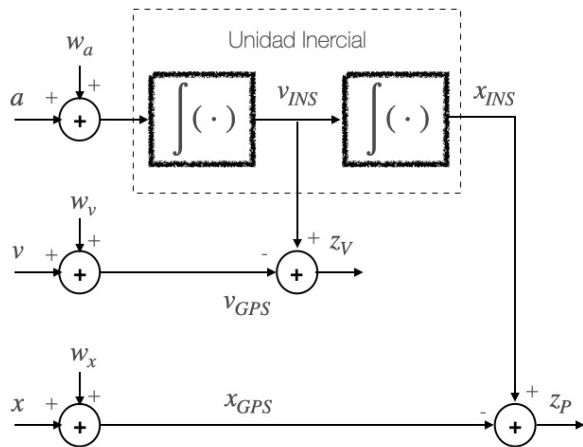 Unidad Inercial
w_a
a + + + ∫(·) v_INS ∫(·) x_INS
w_v
v + + + - + + z_V
v_GPS
w_x
x + + + x_GPS - + + z_P